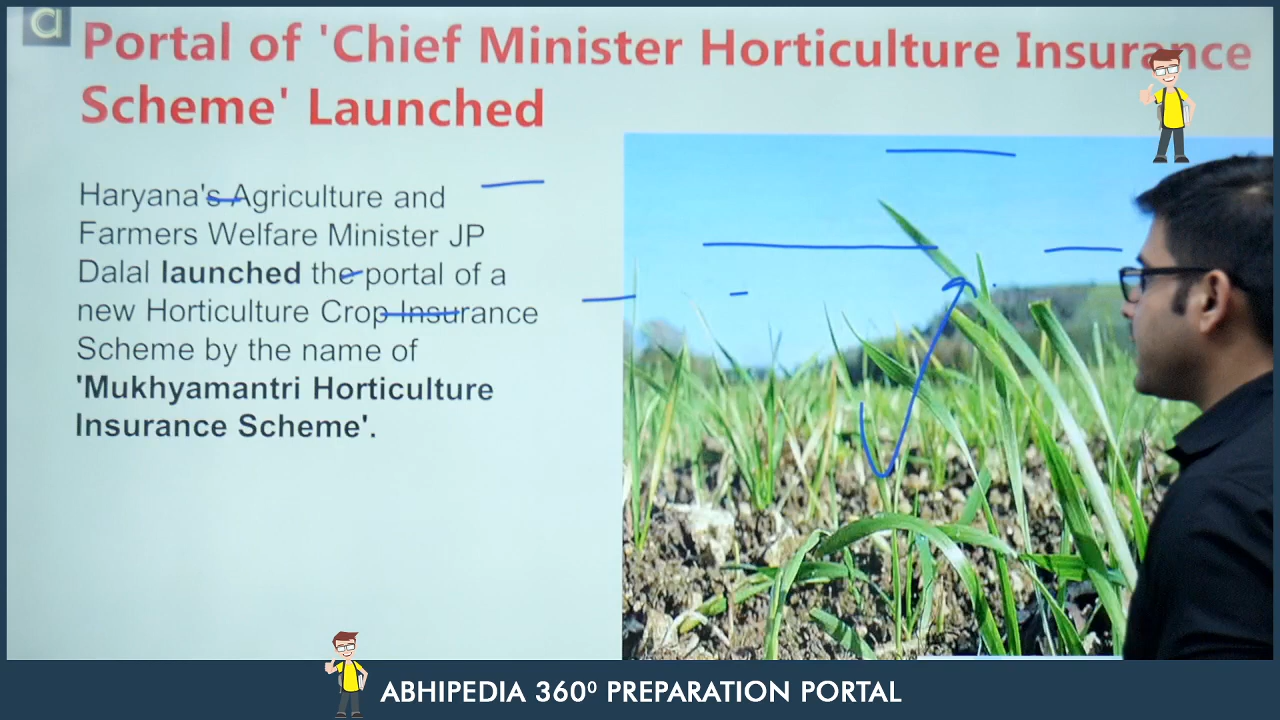 a
Portal of 'Chief Minister Horticulture Insurance
Scheme' Launched
Haryana's Agriculture and
Farmers Welfare Minister JP
Dalal launched the portal of a
new Horticulture Crop Insurance
Scheme by the name of
'Mukhyamantri Horticulture
Insurance Scheme'.
ABHIPEDIA 360⁰ PREPARATION PORTAL